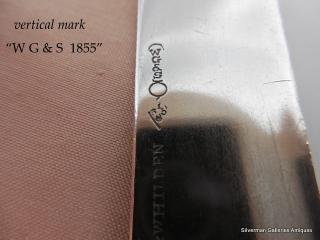 vertical mark
“W G & S 1855”
WHILDEN
Silverman Galleries Antiques